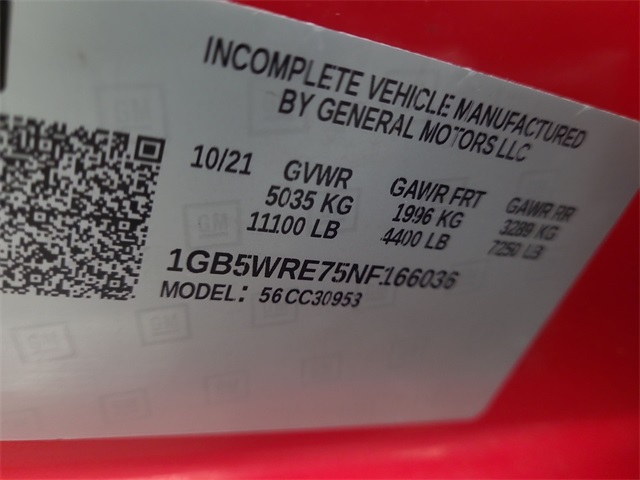 INCOMPLETE VEHICLE MANUFACTURED
BY GENERAL MOTORS LLC
10/21 GVWR GAWR FRT GAWR RR
5035 KG 1996 KG 3289 KG
11100 LB 4400 LB 7250 LB
1GB5WRE75NF166036
MODEL: 56CC30953